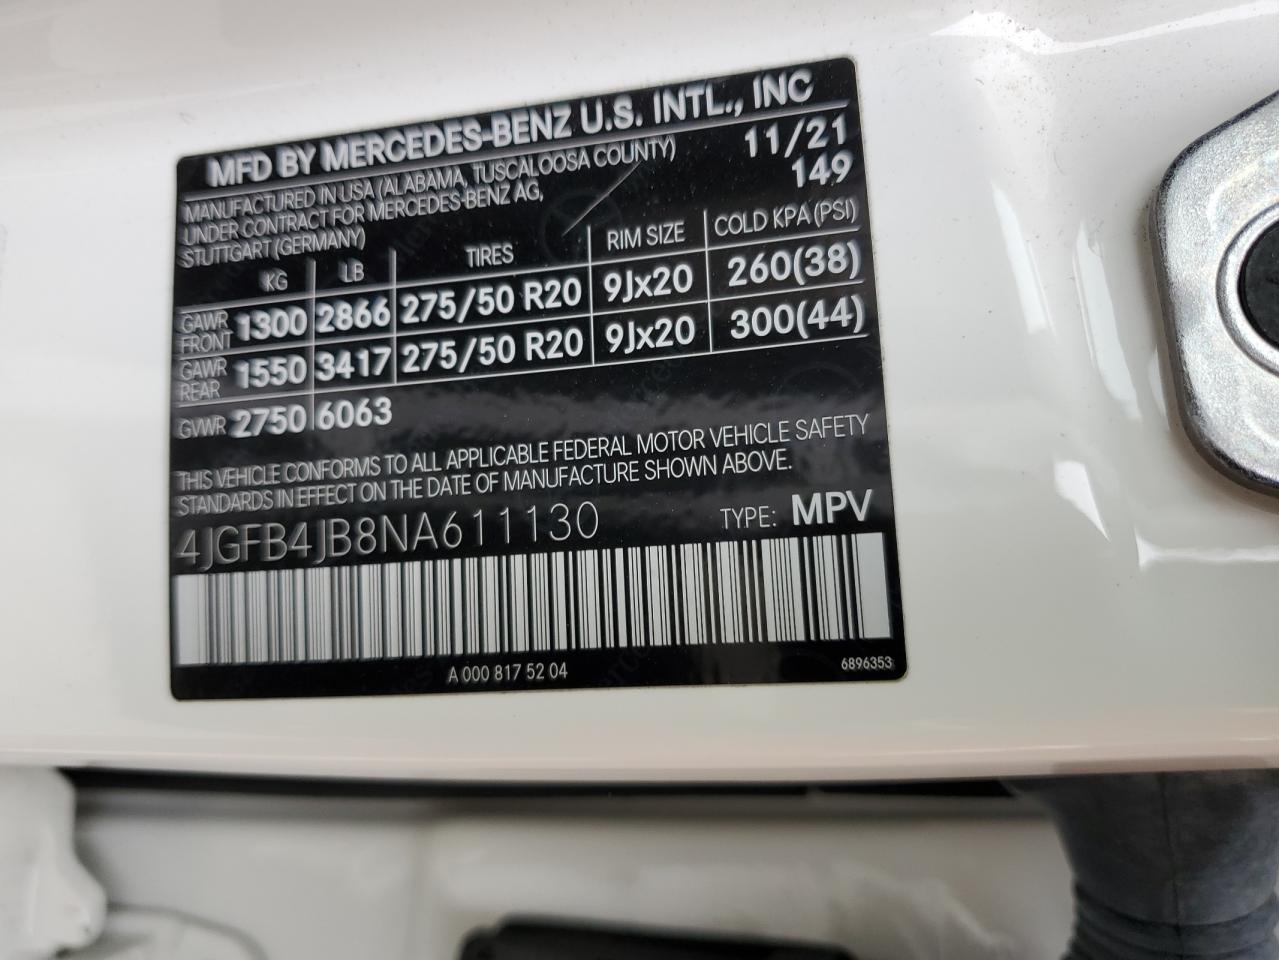 MFD BY MERCEDES-BENZ U.S. INTL., INC
MANUFACTURED IN USA (ALABAMA, TUSCALOOSA COUNTY) 11/21
UNDER CONTRACT FOR MERCEDES-BENZ AG, 149
STUTTGART (GERMANY)
KG LB TIRES RIM SIZE COLD KPA (PSI)
GAWR FRONT 1300 2866 275/50 R20 9Jx20 260(38)
GAWR REAR 1550 3417 275/50 R20 9Jx20 300(44)
GVWR 2750 6063
THIS VEHICLE CONFORMS TO ALL APPLICABLE FEDERAL MOTOR VEHICLE SAFETY
STANDARDS IN EFFECT ON THE DATE OF MANUFACTURE SHOWN ABOVE.
4JGFB4JB8NA611130 TYPE: MPV
A 000 817 52 04 6896353